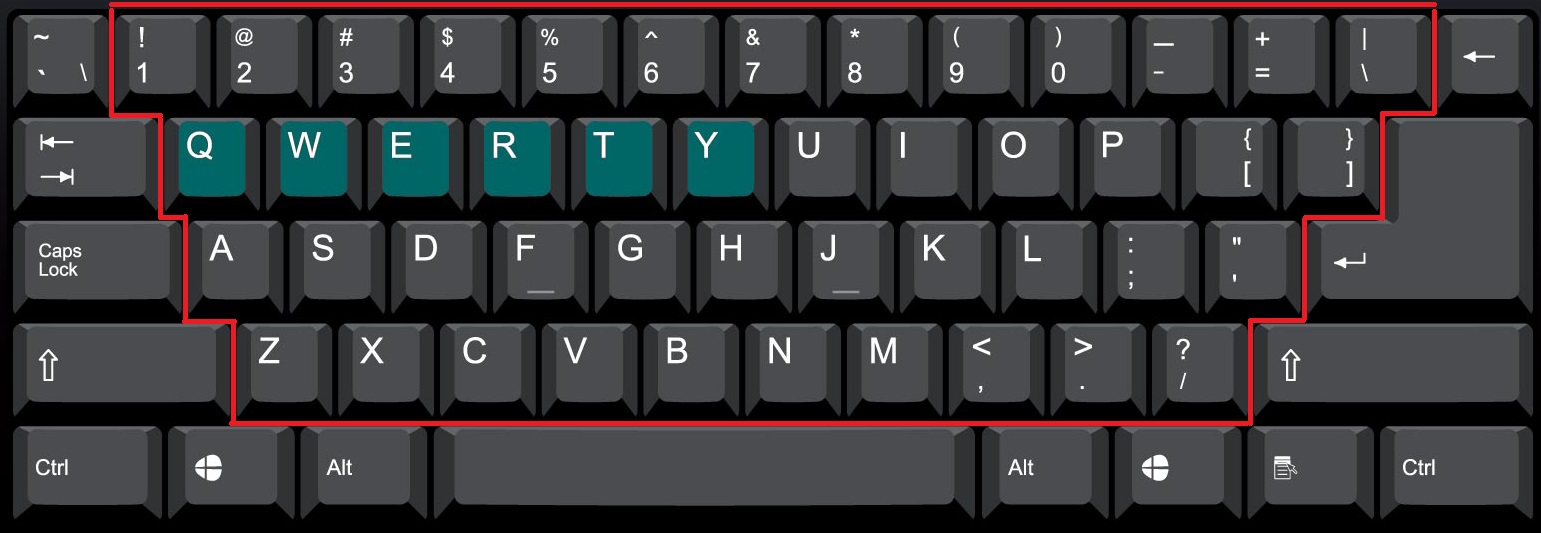 ~ ! @ # $ % ^ & * ( ) — + |
` \ 1 2 3 4 5 6 7 8 9 0 - = \ ←
⇤ Q W E R T Y U I O P { }
⇥ [ ]
Caps A S D F G H J K L : "
Lock _ _ ; ' ↵
⇧ Z X C V B N M < > ? ⇧
, . /
Ctrl Alt Alt Ctrl